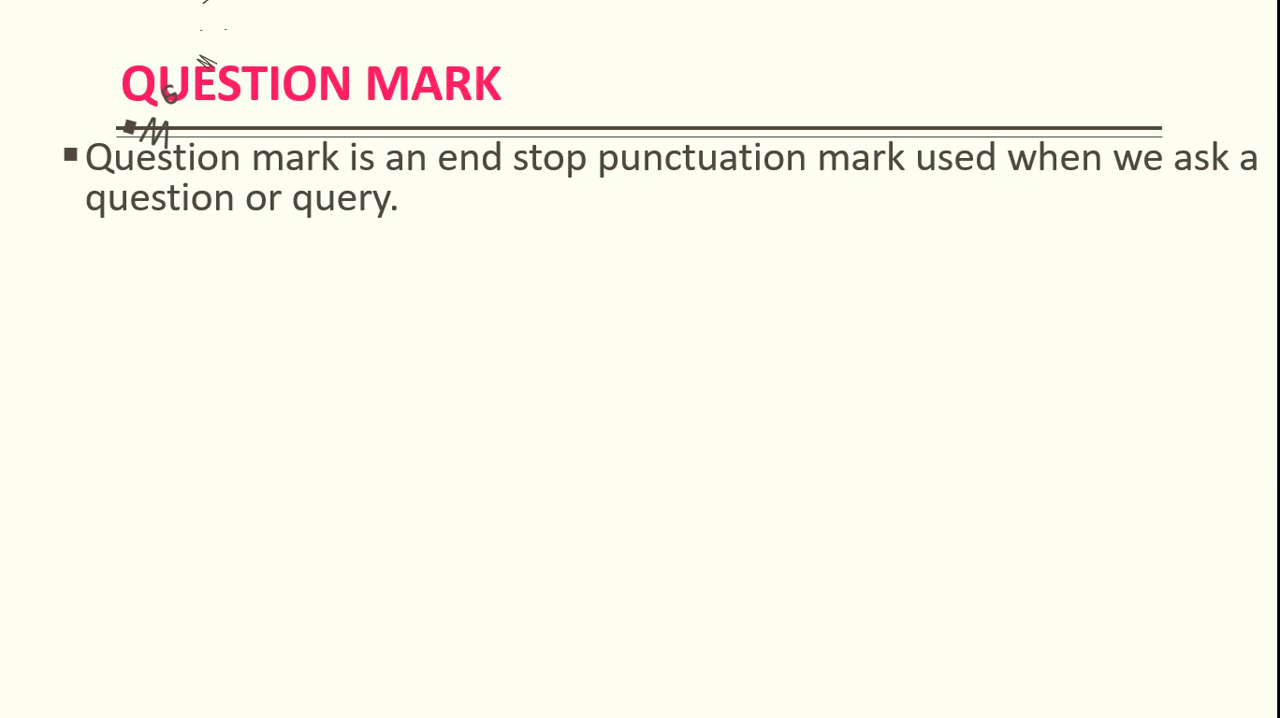 QUESTION MARK
▪Question mark is an end stop punctuation mark used when we ask a
question or query.